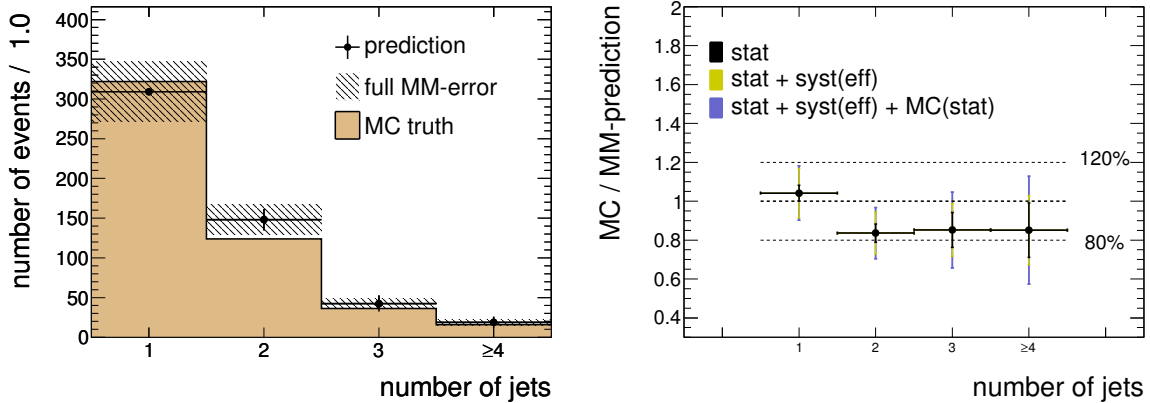 number of events / 1.0
400
350
300
250
200
150
100
50
0
prediction
full MM-error
MC truth
1 2 3 ≥4
number of jets
MC / MM-prediction
2
1.8
1.6
1.4
1.2
1.0
0.8
0.6
0.4
stat
stat + syst(eff)
stat + syst(eff) + MC(stat)
120%
80%
1 2 3 ≥4
number of jets